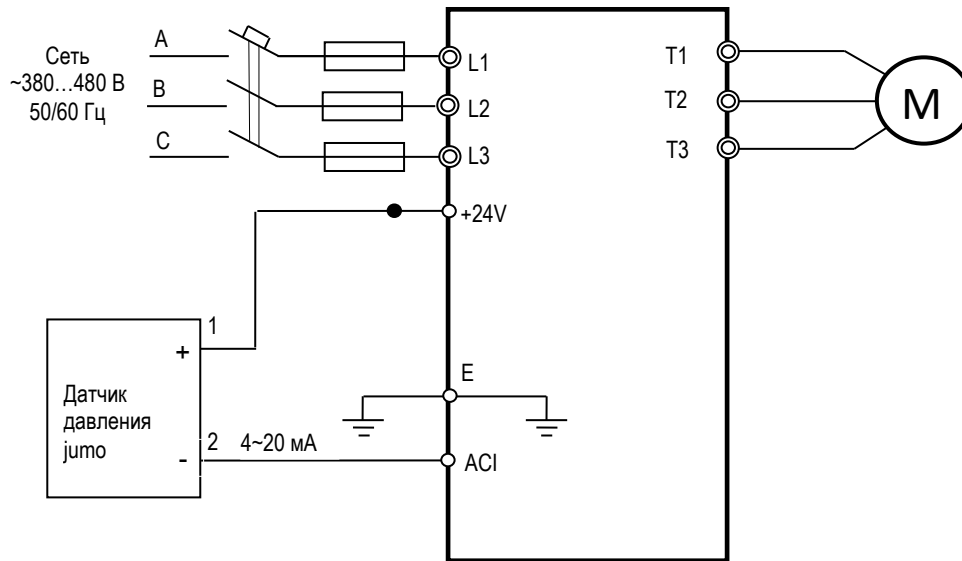 Сеть
~380...480 В
50/60 Гц
A
B
C
L1
L2
L3
T1
T2
T3
M
+24V
1
+
Датчик
давления
jumo
2
-
4~20 мА
E
ACI